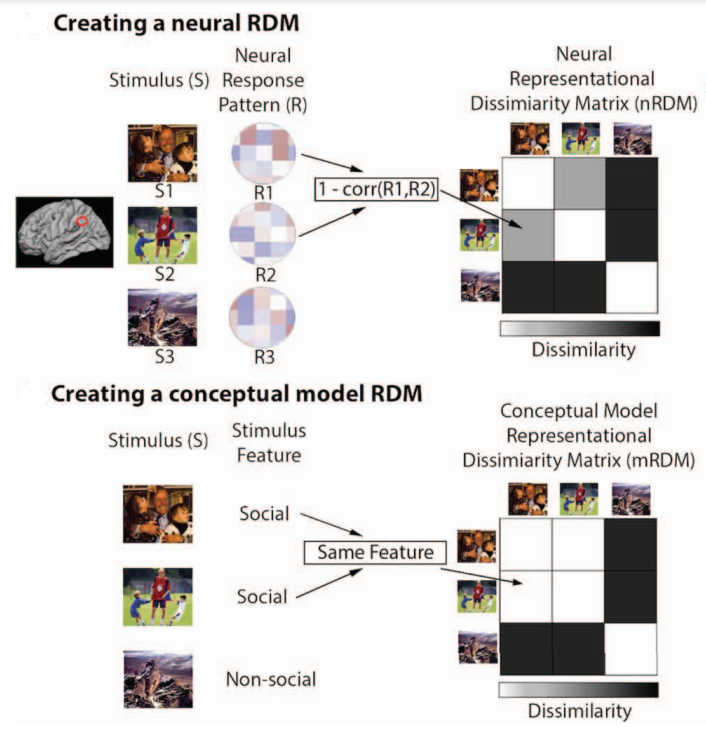 Creating a neural RDM
Stimulus (S)
Neural
Response
Pattern (R)
Neural
Representational
Dissimiarity Matrix (nRDM)
S1
R1
1 - corr(R1,R2)
S2
R2
S3
R3
Dissimilarity
Creating a conceptual model RDM
Stimulus (S)
Stimulus
Feature
Conceptual Model
Representational
Dissimiarity Matrix (mRDM)
Social
Same Feature
Social
Non-social
Dissimilarity